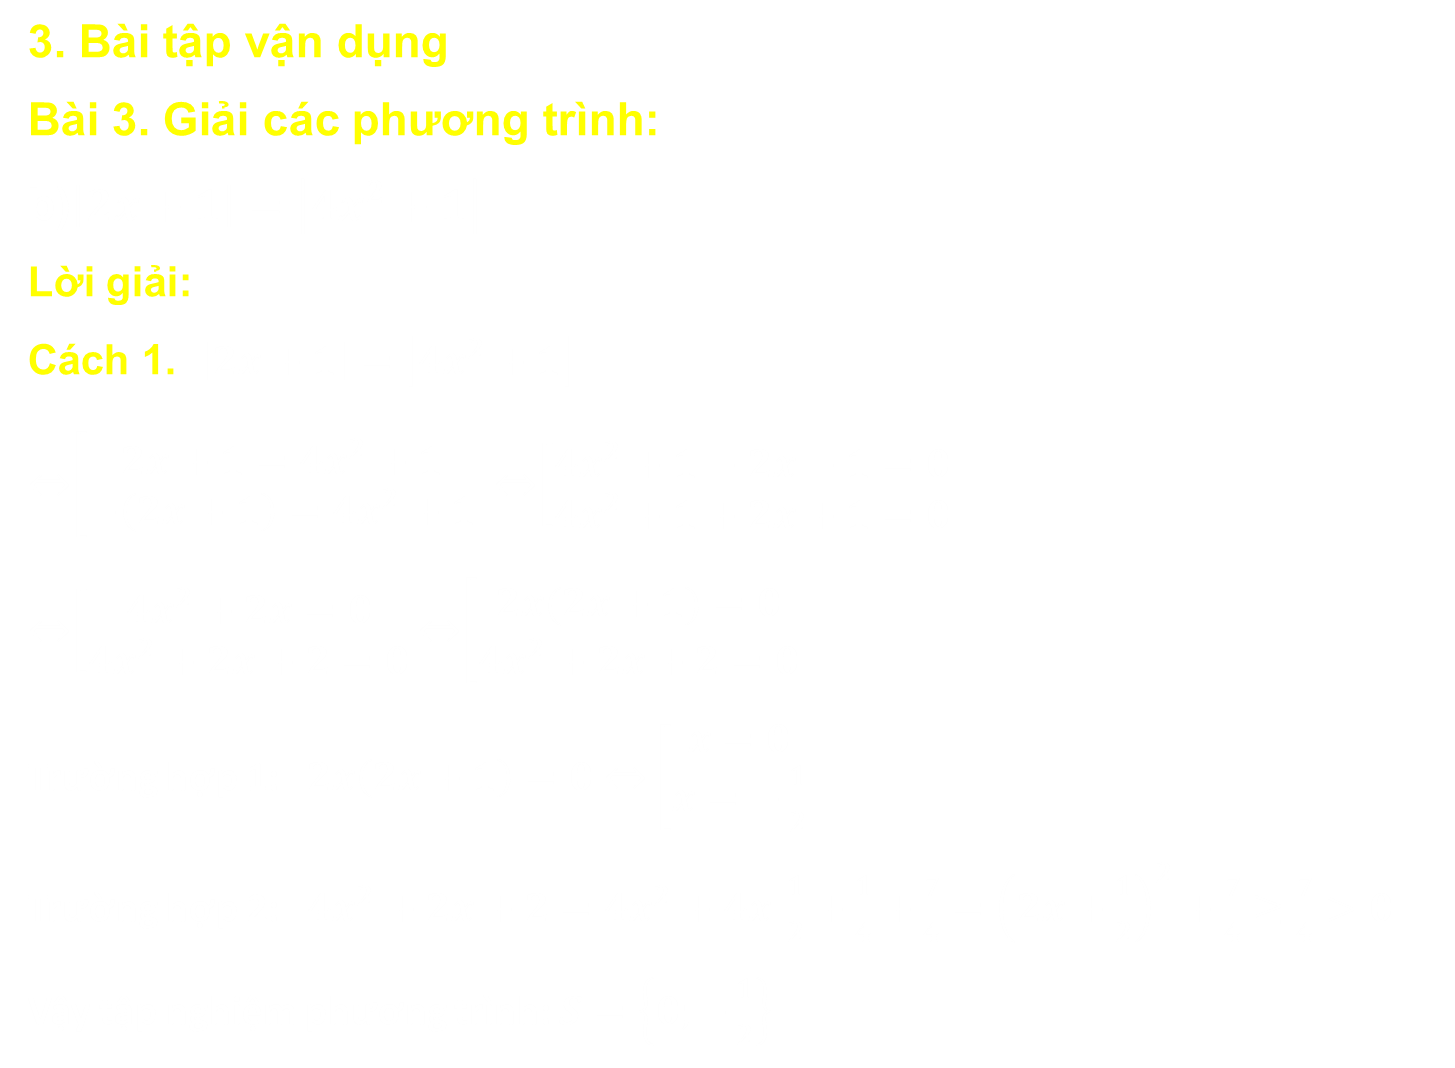 3. Bài tập vận dụng
Bài 3. Giải các phương trình:
Lời giải:
Cách 1.